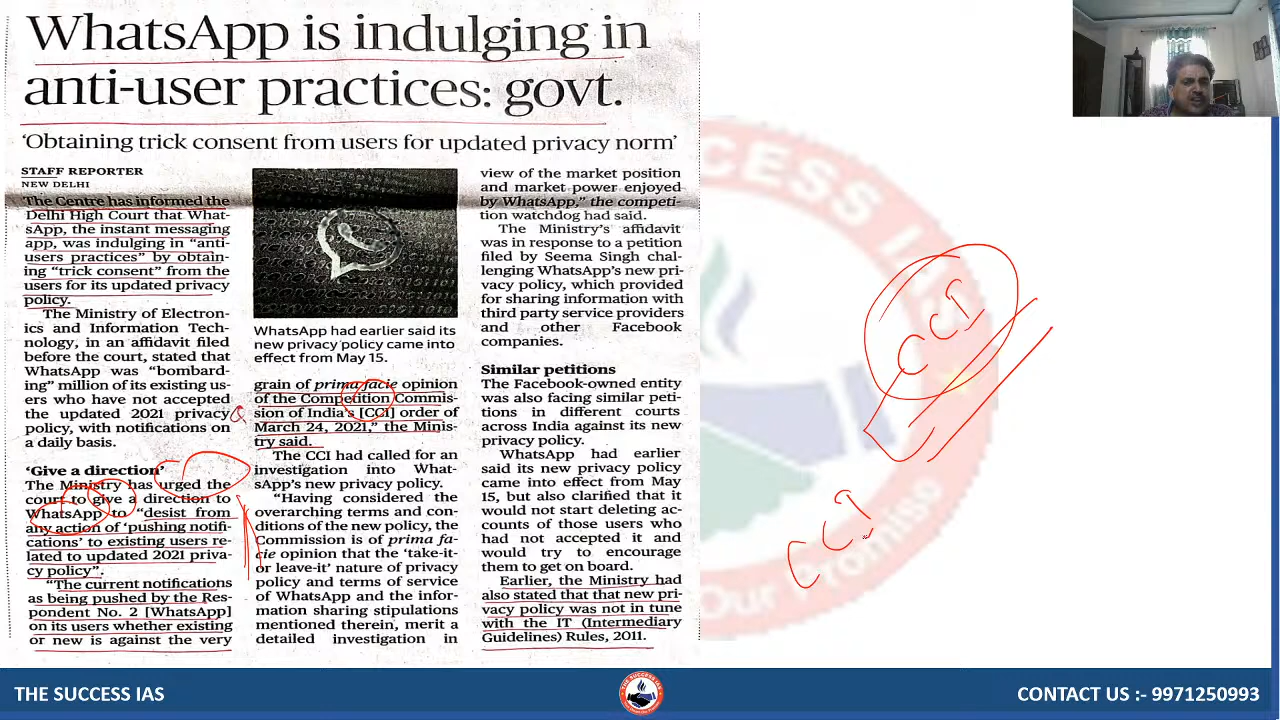 WhatsApp is indulging in
anti-user practices: govt.
‘Obtaining trick consent from users for updated privacy norm’
STAFF REPORTER
NEW DELHI
The Centre has informed the
Delhi High Court that What-
sApp, the instant messaging
app, was indulging in “anti-
users practices” by obtain-
ing “trick consent” from the
users for its updated privacy
policy.
The Ministry of Electron-
ics and Information Tech-
nology, in an affidavit filed
before the court, stated that
WhatsApp was “bombard-
ing” million of its existing us-
ers who have not accepted
the updated 2021 privacy
policy, with notifications on
a daily basis.
‘Give a direction’
The Ministry has urged the
court to give a direction to
WhatsApp to “desist from
any action of ‘pushing notifi-
cations’ to existing users re-
lated to updated 2021 priva-
cy policy”.
“The current notifications
as being pushed by the Res-
pondent No. 2 [WhatsApp]
on its users whether existing
or new is against the very
WhatsApp had earlier said its
new privacy policy came into
effect from May 15.
grain of prima facie opinion
of the Competition Commis-
sion of India’s [CCI] order of
March 24, 2021,” the Minis-
try said.
The CCI had called for an
investigation into What-
sApp’s new privacy policy.
“Having considered the
overarching terms and con-
ditions of the new policy, the
Commission is of prima fa-
cie opinion that the ‘take-it-
or leave-it’ nature of privacy
policy and terms of service
of WhatsApp and the infor-
mation sharing stipulations
mentioned therein, merit a
detailed investigation in
view of the market position
and market power enjoyed
by WhatsApp,” the competi-
tion watchdog had said.
The Ministry’s affidavit
was in response to a petition
filed by Seema Singh chal-
lenging WhatsApp’s new pri-
vacy policy, which provided
for sharing information with
third party service providers
and other Facebook
companies.
Similar petitions
The Facebook-owned entity
was also facing similar peti-
tions in different courts
across India against its new
privacy policy.
WhatsApp had earlier
said its new privacy policy
came into effect from May
15, but also clarified that it
would not start deleting ac-
counts of those users who
had not accepted it and
would try to encourage
them to get on board.
Earlier, the Ministry had
also stated that that new pri-
vacy policy was not in tune
with the IT (Intermediary
Guidelines) Rules, 2011.
CCI
CCI
THE SUCCESS IAS
CONTACT US :- 9971250993